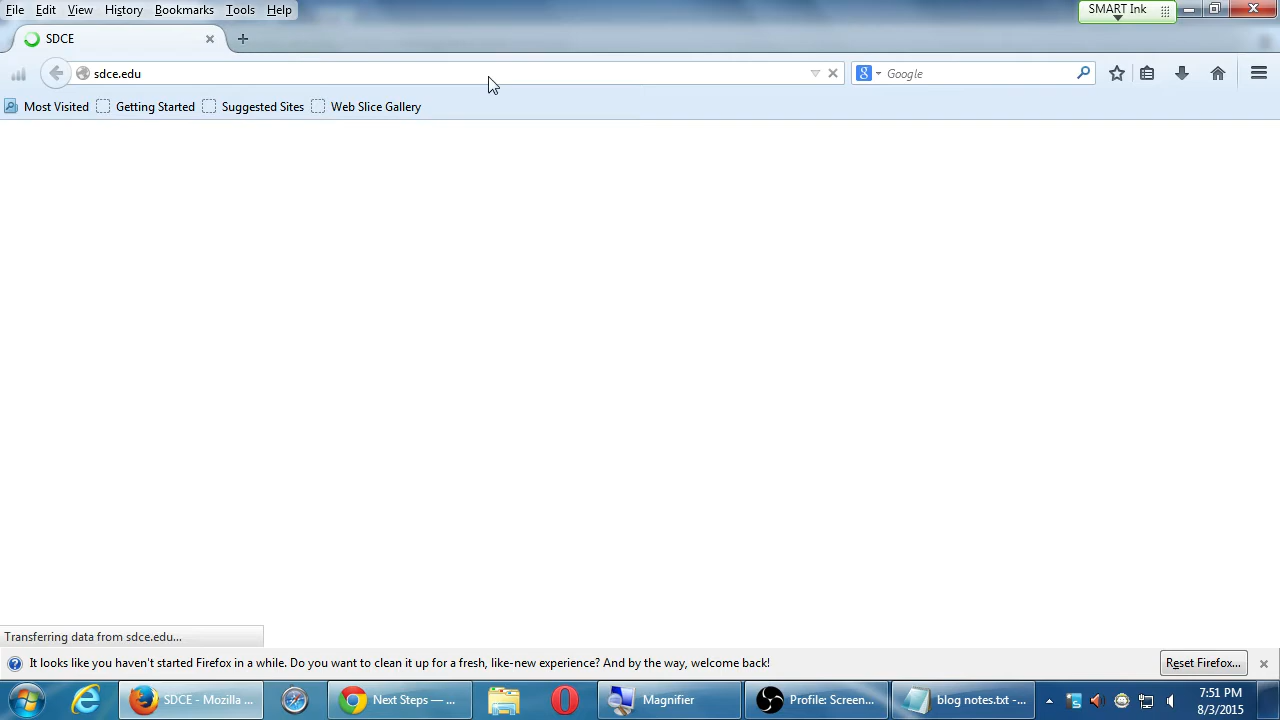 File Edit View History Bookmarks Tools Help
SMART Ink
SDCE
sdce.edu
Google
Most Visited Getting Started Suggested Sites Web Slice Gallery
Transferring data from sdce.edu...
It looks like you haven't started Firefox in a while. Do you want to clean it up for a fresh, like-new experience? And by the way, welcome back!
Reset Firefox...
SDCE - Mozilla ...
Next Steps — ...
Magnifier
Profile: Screen...
blog notes.txt -...
7:51 PM
8/3/2015